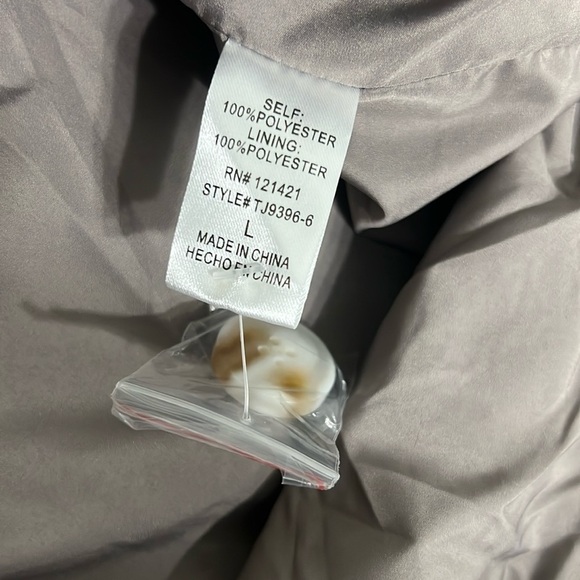 SELF:
100%POLYESTER
LINING:
100%POLYESTER
RN# 121421
STYLE# TJ9396-6
L
MADE IN CHINA
HECHO EN CHINA